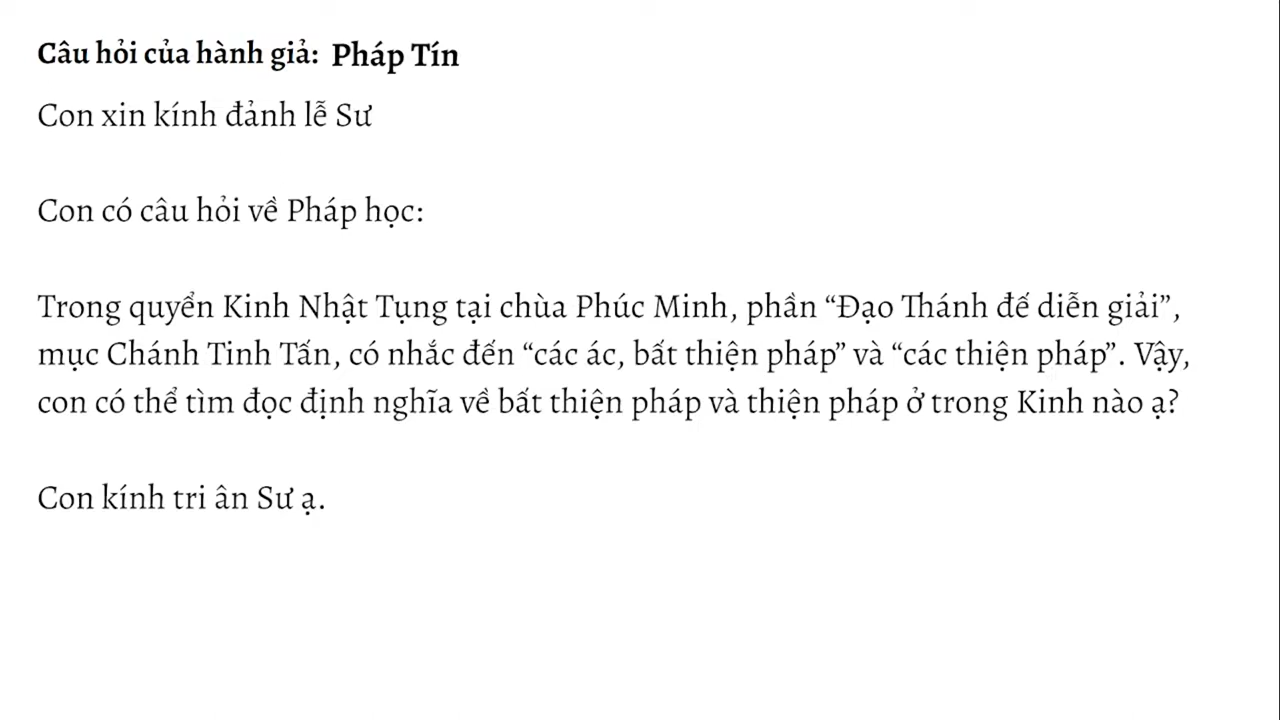 Câu hỏi của hành giả: Pháp Tín
Con xin kính đảnh lễ Sư
Con có câu hỏi về Pháp học:
Trong quyển Kinh Nhật Tụng tại chùa Phúc Minh, phần “Đạo Thánh đế diễn giải”,
mục Chánh Tinh Tấn, có nhắc đến “các ác, bất thiện pháp” và “các thiện pháp”. Vậy,
con có thể tìm đọc định nghĩa về bất thiện pháp và thiện pháp ở trong Kinh nào ạ?
Con kính tri ân Sư ạ.